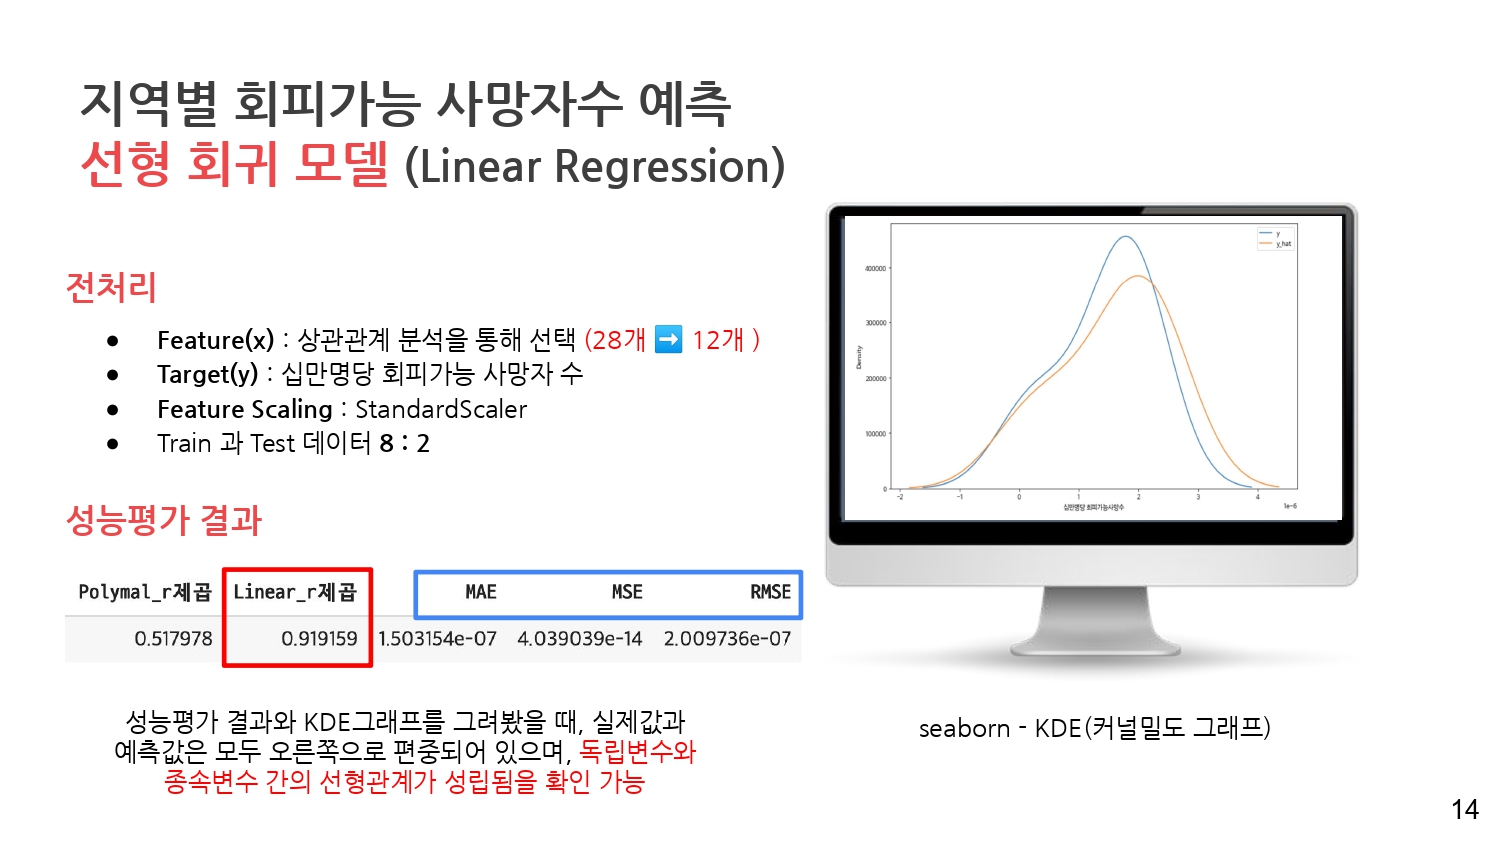 지역별 회피가능 사망자수 예측
선형 회귀 모델 (Linear Regression)
전처리
● Feature(x) : 상관관계 분석을 통해 선택 (28개 ➡ 12개 )
● Target(y) : 십만명당 회피가능 사망자 수
● Feature Scaling : StandardScaler
● Train 과 Test 데이터 8 : 2
성능평가 결과
Polymal_r제곱 Linear_r제곱 MAE MSE RMSE
0.517978 0.919159 1.503154e-07 4.039039e-14 2.009736e-07
성능평가 결과와 KDE그래프를 그려봤을 때, 실제값과
예측값은 모두 오른쪽으로 편중되어 있으며, 독립변수와
종속변수 간의 선형관계가 성립됨을 확인 가능
y
y_hat
400000
300000
200000
100000
0
Density
-2 -1 0 1 2 3 4
십만명당 회피가능사망수
1e-6
seaborn - KDE(커널밀도 그래프)
14